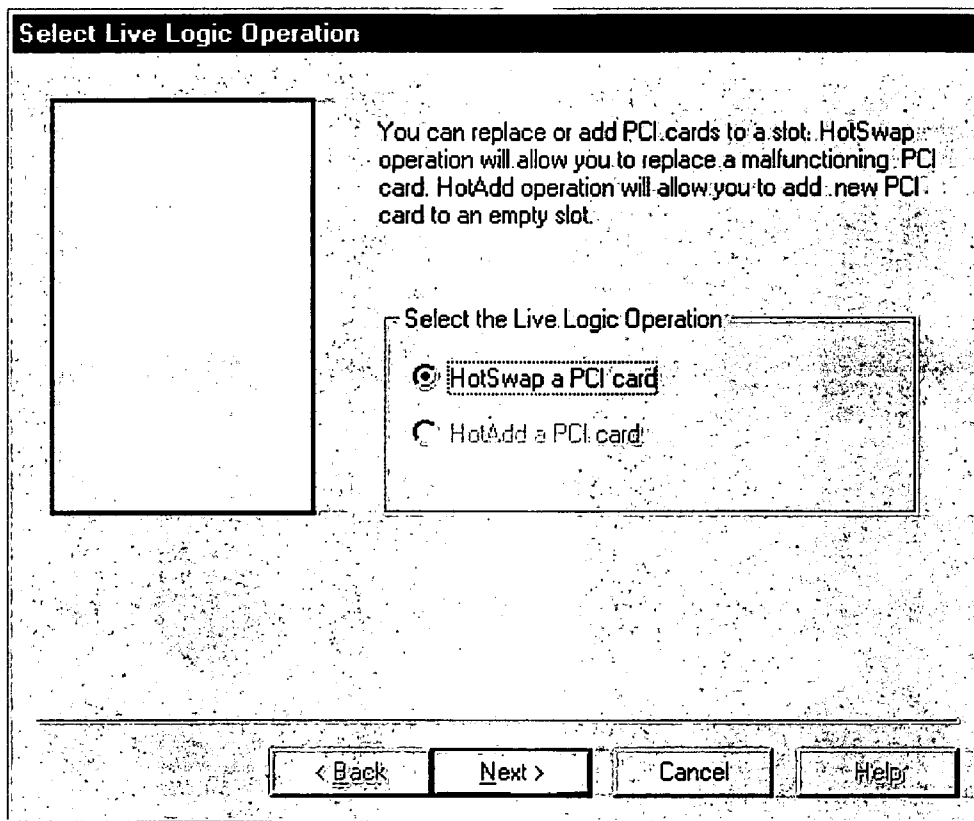 Select Live Logic Operation
You can replace or add PCI cards to a slot. HotSwap
operation will allow you to replace a malfunctioning PCI
card. HotAdd operation will allow you to add new PCI
card to an empty slot.
Select the Live Logic Operation
HotSwap a PCI card
HotAdd a PCI card
< Back
Next >
Cancel
Help